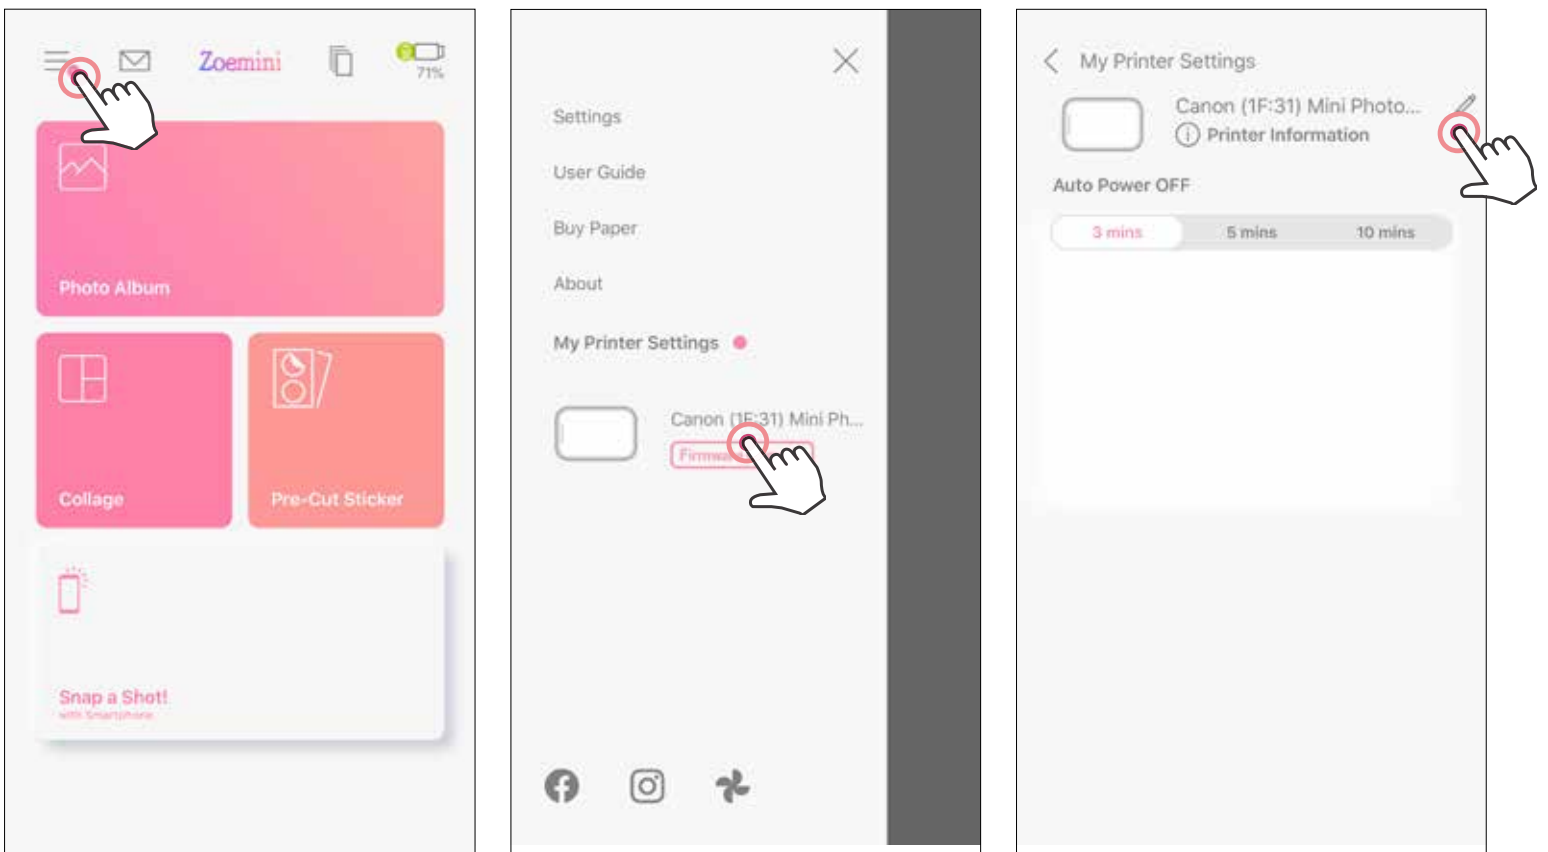 Zoemini
71%
Photo Album
Collage
Pre-Cut Sticker
Snap a Shot!
with Smartphone
Settings
User Guide
Buy Paper
About
My Printer Settings
Canon (1F:31) Mini Ph...
My Printer Settings
Canon (1F:31) Mini Photo...
Printer Information
Auto Power OFF
3 mins 5 mins 10 mins